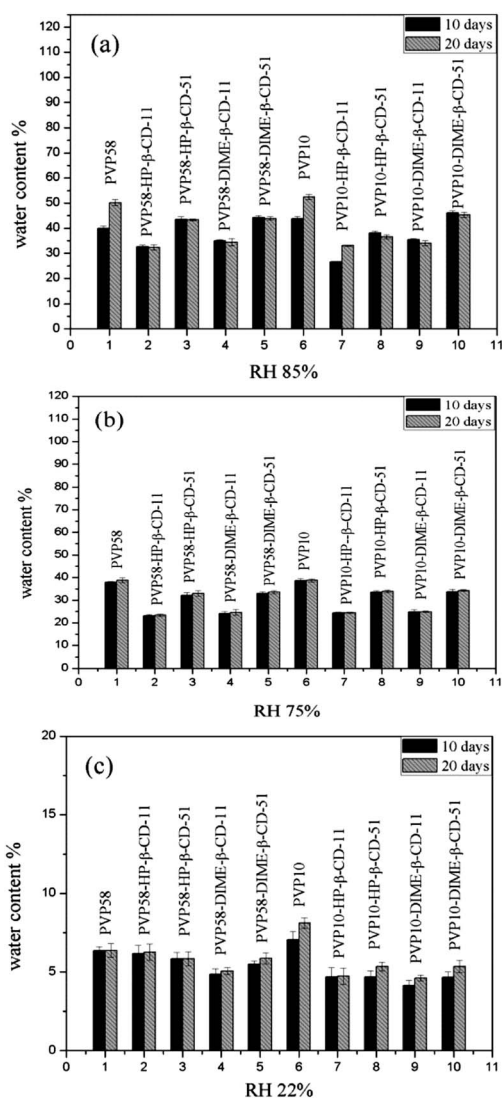 (a)
10 days
20 days
water content %
130
120
110
100
90
80
70
60
50
40
30
20
10
0
PVP58
PVP58-HP-β-CD-11
PVP58-HP-β-CD-51
PVP58-DIME-β-CD-11
PVP58-DIME-β-CD-51
PVP10
PVP10-HP-β-CD-11
PVP10-HP-β-CD-51
PVP10-DIME-β-CD-11
PVP10-DIME-β-CD-51
0 1 2 3 4 5 6 7 8 9 10 11
RH 85%
(b)
10 days
20 days
water content %
120
110
100
90
80
70
60
50
40
30
20
10
0
PVP58
PVP58-HP-β-CD-11
PVP58-HP-β-CD-51
PVP58-DIME-β-CD-11
PVP58-DIME-β-CD-51
PVP10
PVP10-HP--β-CD-11
PVP10-HP-β-CD-51
PVP10-DIME-β-CD-11
PVP10-DIME-β-CD-51
0 1 2 3 4 5 6 7 8 9 10 11
RH 75%
(c)
10 days
20 days
water content %
20
15
10
5
0
PVP58
PVP58-HP-β-CD-11
PVP58-HP-β-CD-51
PVP58-DIME-β-CD-11
PVP58-DIME-β-CD-51
PVP10
PVP10-HP-β-CD-11
PVP10-HP-β-CD-51
PVP10-DIME-β-CD-11
PVP10-DIME-β-CD-51
0 1 2 3 4 5 6 7 8 9 10 11
RH 22%